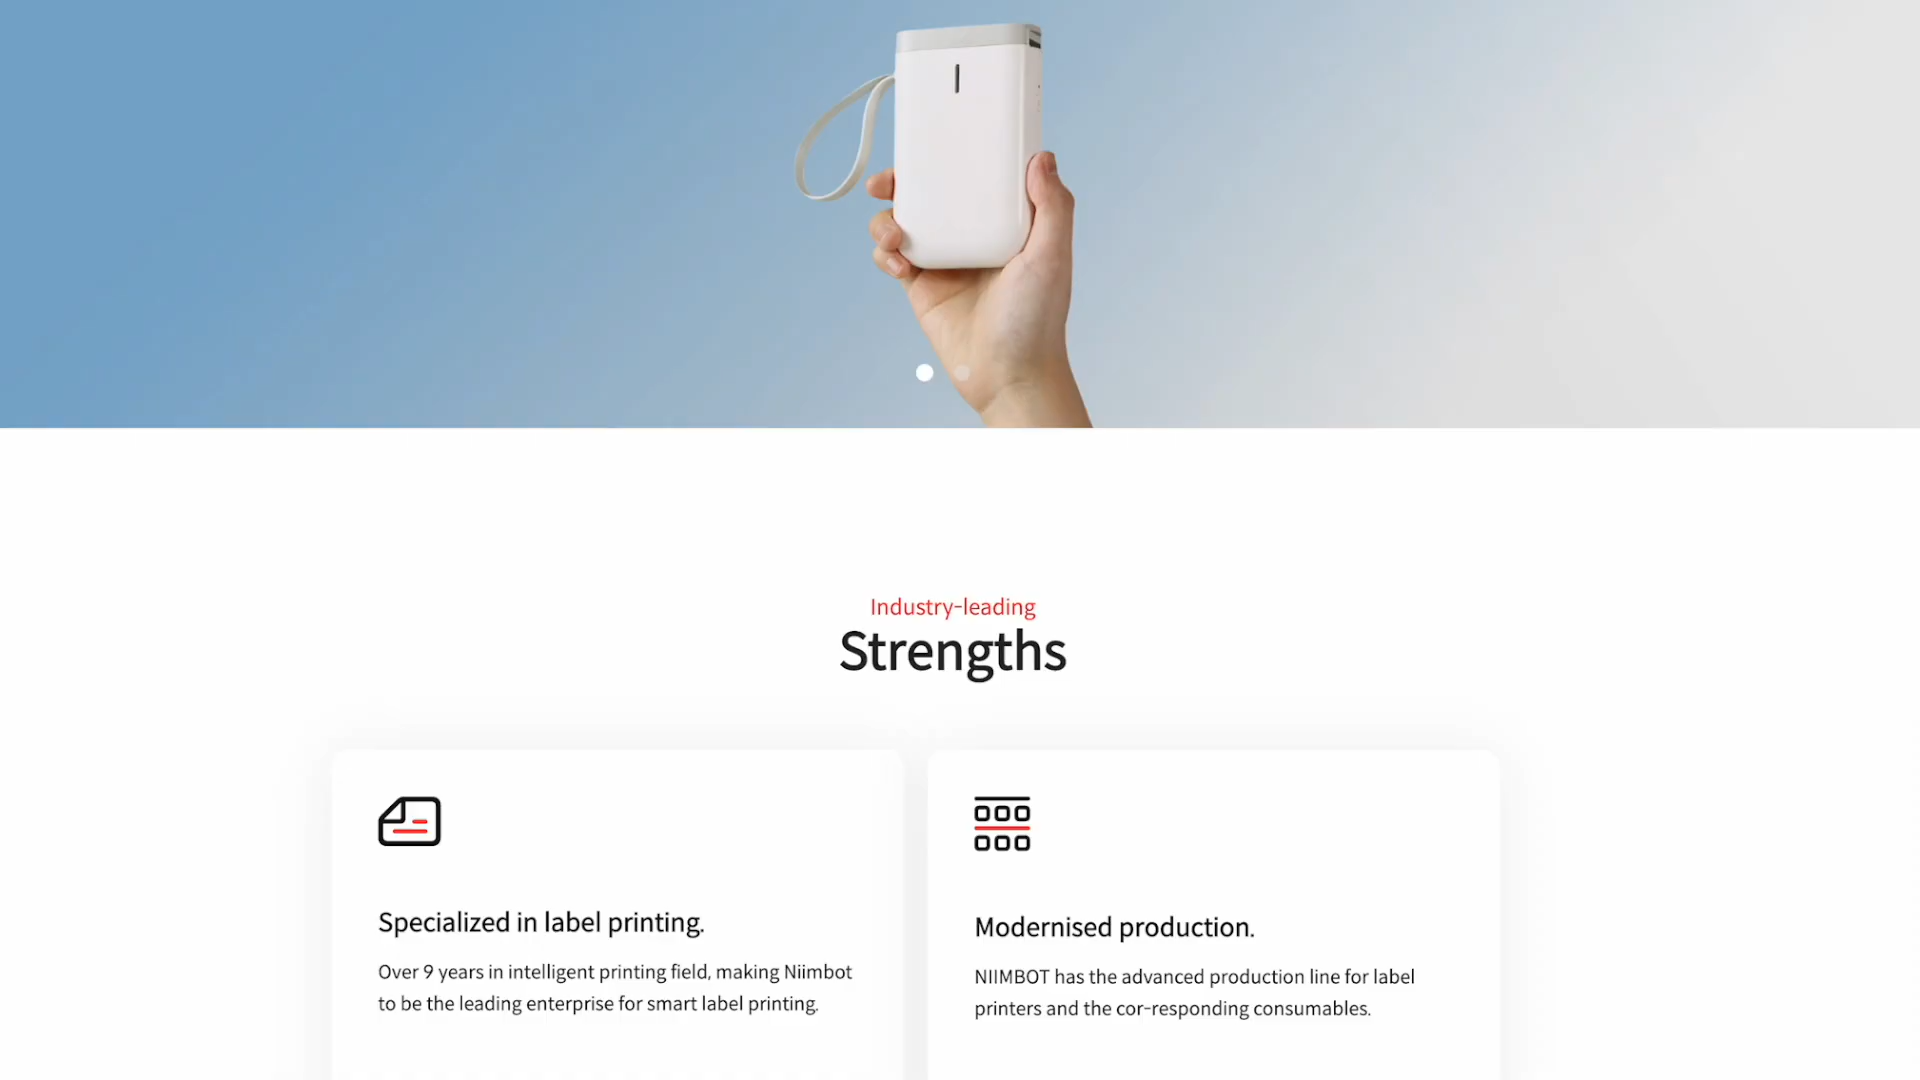 Industry-leading
Strengths
Specialized in label printing.
Over 9 years in intelligent printing field, making Niimbot
to be the leading enterprise for smart label printing.
Modernised production.
NIIMBOT has the advanced production line for label
printers and the cor-responding consumables.